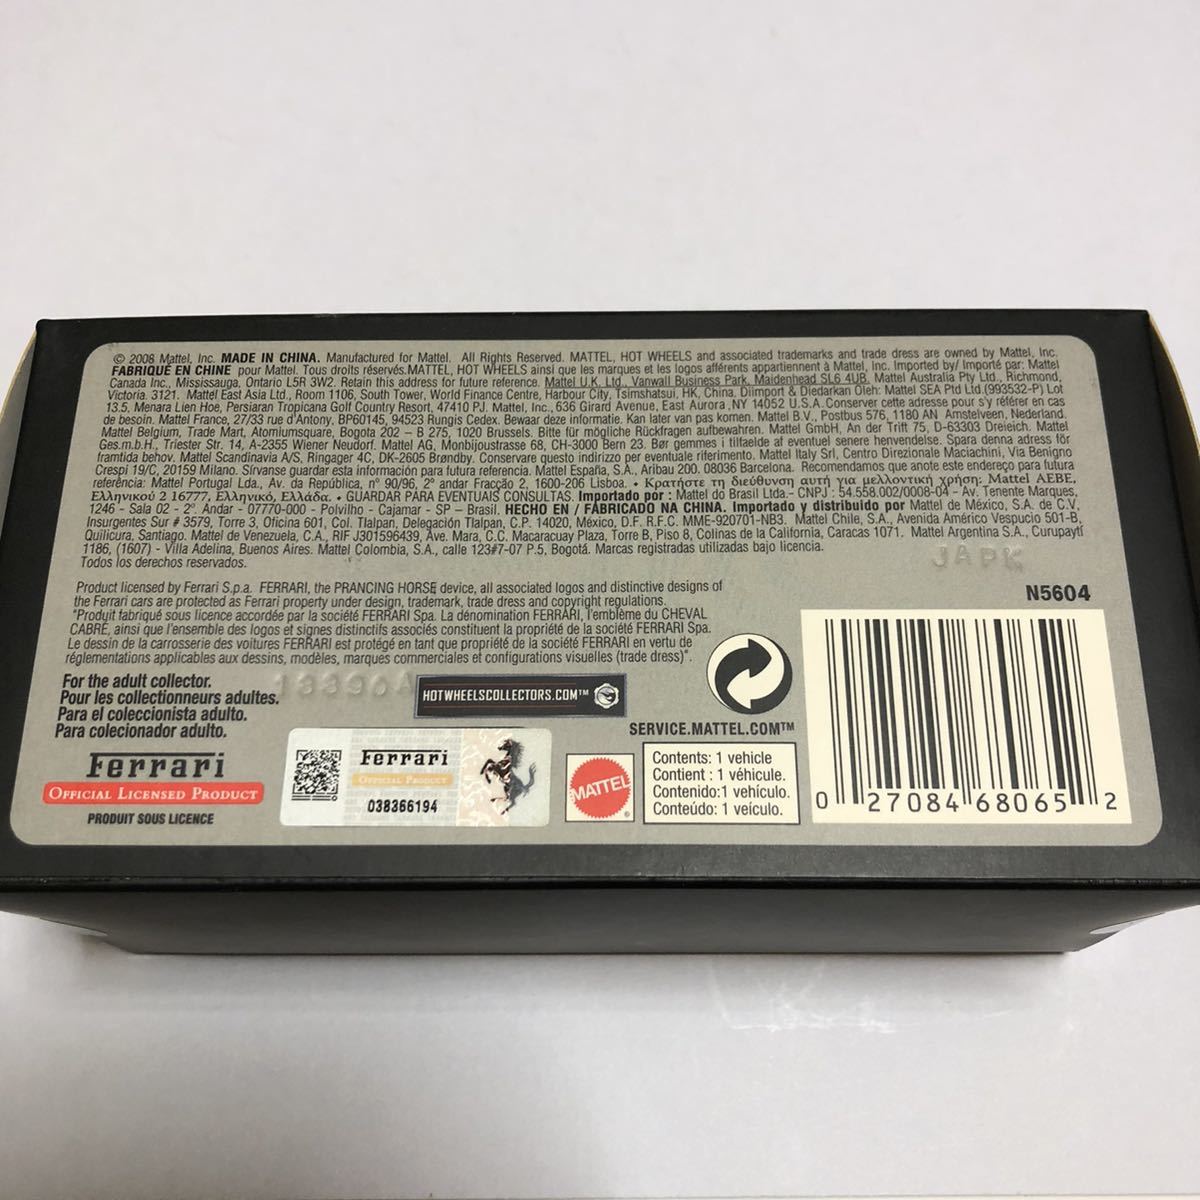 © 2008 Mattel, Inc. MADE IN CHINA. Manufactured for Mattel. All Rights Reserved. MATTEL, HOT WHEELS and associated trademarks and trade dress are owned by Mattel, Inc.
FABRIQUÉ EN CHINE pour Mattel. Tous droits réservés.MATTEL, HOT WHEELS ainsi que les marques et les logos afférents appartiennent à Mattel, Inc. Imported by/ Importé par: Mattel
Canada Inc., Mississauga, Ontario L5R 3W2. Retain this address for future reference. Mattel U.K. Ltd., Vanwall Business Park, Maidenhead SL6 4UB. Mattel Australia Pty Ltd., Richmond,
Victoria. 3121. Mattel East Asia Ltd., Room 1106, South Tower, World Finance Centre, Harbour City, Tsimshatsui, HK, China. Diimport & Diedarkan Oleh: Mattel SEA Ptd Ltd.(993532-P) Lot
13.5, Menara Lien Hoe, Persiaran Tropicana Golf Country Resort, 47410 PJ. Mattel, Inc., 636 Girard Avenue, East Aurora ,NY 14052 U.S.A.Conserver cette adresse pour s'y référer en cas
de besoin. Mattel France, 27/33 rue d'Antony, BP60145, 94523 Rungis Cedex. Bewaar deze informatie. Kan later van pas komen. Mattel B.V., Postbus 576, 1180 AN Amstelveen, Nederland.
Mattel Belgium, Trade Mart, Atomiumsquare, Bogota 202 – B 275, 1020 Brussels. Bitte für mögliche Rückfragen aufbewahren. Mattel GmbH, An der Trift 75, D-63303 Dreieich. Mattel
Ges.m.b.H., Triester Str. 14, A-2355 Wiener Neudorf. Mattel AG, Monbijoustrasse 68, CH-3000 Bern 23. Bør gemmes i tilfaelde af eventuel senere henvendelse. Spara denna adress för
framtida behov. Mattel Scandinavia A/S, Ringager 4C, DK-2605 Brøndby. Conservare questo indirizzo per eventuale riferimento. Mattel Italy Srl, Centro Direzionale Maciachini, Via Benigno
Crespi 19/C, 20159 Milano. Sírvanse guardar esta información para futura referencia. Mattel España, S.A., Aribau 200. 08036 Barcelona. Recomendamos que anote este endereço para futura
referência: Mattel Portugal Lda., Av. da República, n° 90/96, 2° andar Fracção 2, 1600-206 Lisboa. • Κρατήστε τη διεύθυνση αυτή για μελλοντική χρήση: Mattel AEBE,
Ελληνικού 2 16777, Ελληνικό, Ελλάδα. • GUARDAR PARA EVENTUAIS CONSULTAS. Importado por : Mattel do Brasil Ltda.- CNPJ : 54.558.002/0008-04 - Av. Tenente Marques,
1246 - Sala 02 - 2°. Andar - 07770-000 - Polvilho - Cajamar - SP – Brasil. HECHO EN / FABRICADO NA CHINA. Importado y distribuido por Mattel de México, S.A. de C.V,
Insurgentes Sur # 3579, Torre 3, Oficina 601, Col. Tlalpan, Delegación Tlalpan, C.P. 14020, México, D.F. R.F.C. MME-920701-NB3. Mattel Chile, S.A., Avenida Américo Vespucio 501-B,
Quilicura, Santiago. Mattel de Venezuela, C.A., RIF J301596439, Ave. Mara, C.C. Macaracuay Plaza, Torre B, Piso 8, Colinas de la California, Caracas 1071. Mattel Argentina S.A., Curupaytí
1186, (1607) - Villa Adelina, Buenos Aires. Mattel Colombia, S.A., calle 123#7-07 P.5, Bogotá. Marcas registradas utilizadas bajo licencia.
Todos los derechos reservados.
JAPK
Product licensed by Ferrari S.p.a. FERRARI, the PRANCING HORSE device, all associated logos and distinctive designs of
the Ferrari cars are protected as Ferrari property under design, trademark, trade dress and copyright regulations.
"Produit fabriqué sous licence accordée par la société FERRARI Spa. La dénomination FERRARI, l'emblème du CHEVAL
CABRÉ, ainsi que l'ensemble des logos et signes distinctifs associés constituent la propriété de la société FERRARI Spa.
Le dessin de la carrosserie des voitures FERRARI est protégé en tant que propriété de la société FERRARI en vertu de
réglementations applicables aux dessins, modèles, marques commerciales et configurations visuelles (trade dress)".
N5604
For the adult collector.
Pour les collectionneurs adultes.
Para el coleccionista adulto.
Para colecionador adulto.
HOTWHEELSCOLLECTORS.COM™
SERVICE.MATTEL.COM™
Ferrari
OFFICIAL LICENSED PRODUCT
PRODUIT SOUS LICENCE
Ferrari
OFFICIAL PRODUCT
038366194
MATTEL®
Contents: 1 vehicle
Contient : 1 véhicule.
Contenido:1 vehículo.
Conteúdo: 1 veículo.
0 27084 68065 2